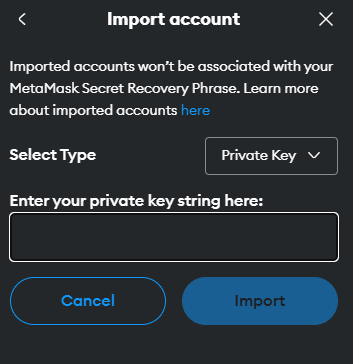 Import account
Imported accounts won't be associated with your
MetaMask Secret Recovery Phrase. Learn more
about imported accounts here
Select Type
Private Key
Enter your private key string here:
Cancel
Import